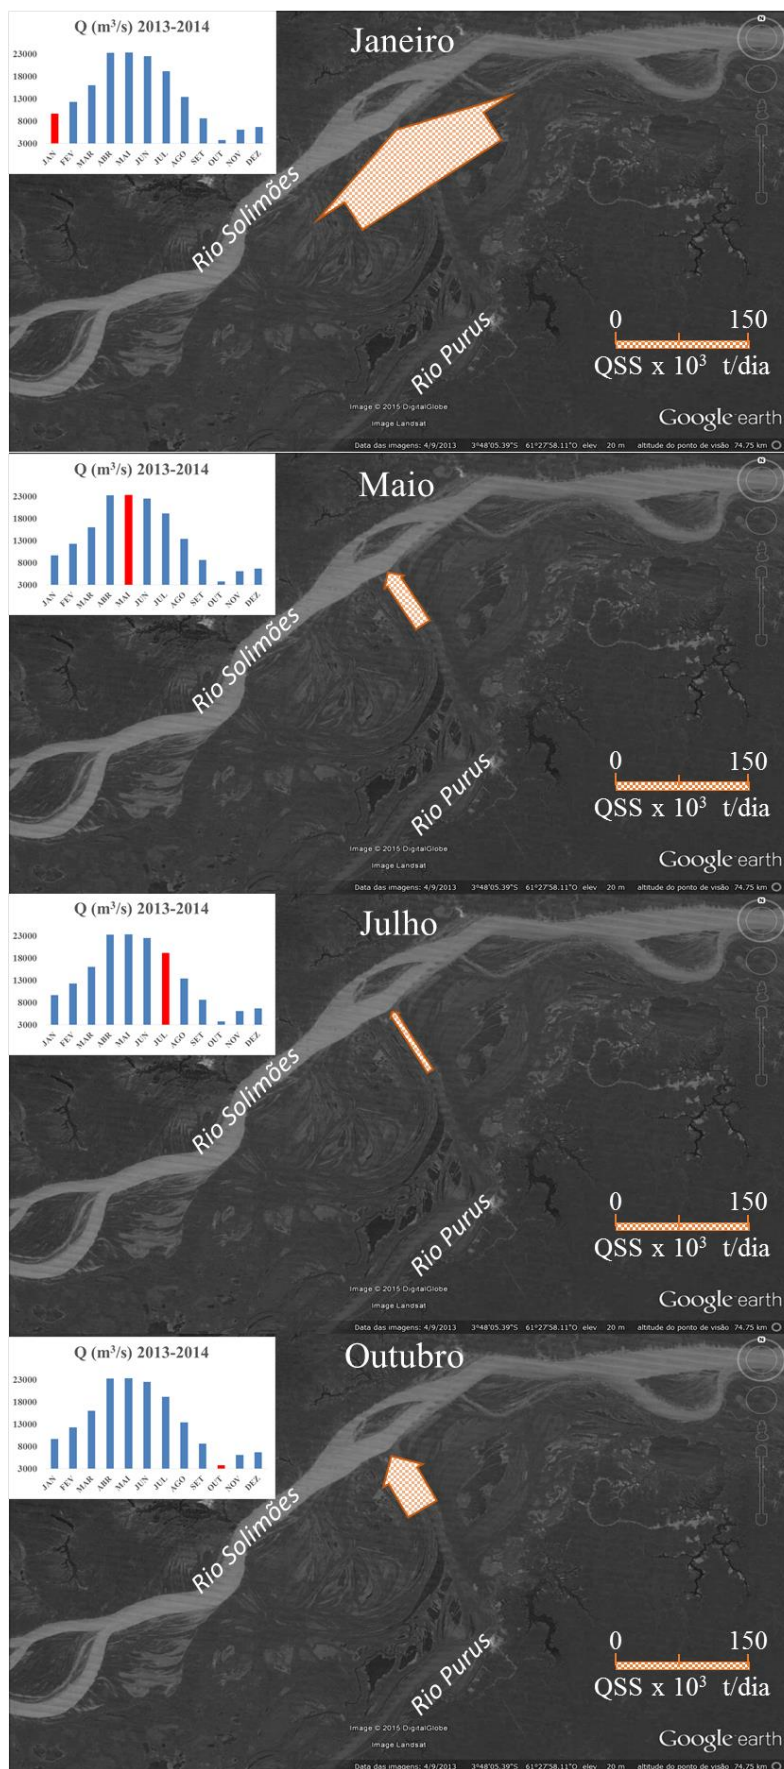 Q (m³/s) 2013-2014
Janeiro
23000
18000
13000
8000
3000
JAN FEV MAR ABR MAI JUN JUL AGO SET OUT NOV DEZ
N
Rio Solimões
Rio Purus
0 150
QSS x 10³ t/dia
Image © 2015 DigitalGlobe
Image Landsat
Google earth
Data das imagens: 4/9/2013 3°48'05.39"S 61°27'58.11"O elev 20 m altitude do ponto de visão 74.75 km
Q (m³/s) 2013-2014
Maio
23000
18000
13000
8000
3000
JAN FEV MAR ABR MAI JUN JUL AGO SET OUT NOV DEZ
N
Rio Solimões
Rio Purus
0 150
QSS x 10³ t/dia
Image © 2015 DigitalGlobe
Image Landsat
Google earth
Data das imagens: 4/9/2013 3°48'05.39"S 61°27'58.11"O elev 20 m altitude do ponto de visão 74.75 km
Q (m³/s) 2013-2014
Julho
23000
18000
13000
8000
3000
JAN FEV MAR ABR MAI JUN JUL AGO SET OUT NOV DEZ
N
Rio Solimões
Rio Purus
0 150
QSS x 10³ t/dia
Image © 2015 DigitalGlobe
Image Landsat
Google earth
Data das imagens: 4/9/2013 3°48'05.39"S 61°27'58.11"O elev 20 m altitude do ponto de visão 74.75 km
Q (m³/s) 2013-2014
Outubro
23000
18000
13000
8000
3000
JAN FEV MAR ABR MAI JUN JUL AGO SET OUT NOV DEZ
N
Rio Solimões
Rio Purus
0 150
QSS x 10³ t/dia
Image © 2015 DigitalGlobe
Image Landsat
Google earth
Data das imagens: 4/9/2013 3°48'05.39"S 61°27'58.11"O elev 20 m altitude do ponto de visão 74.75 km